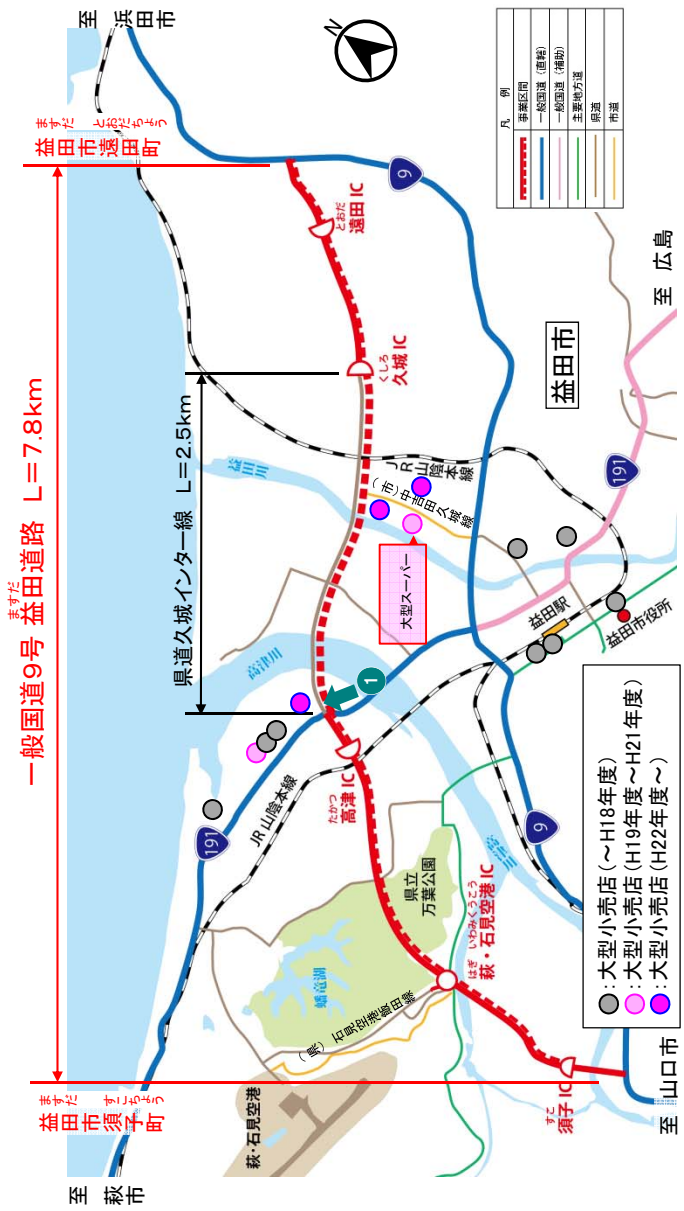 至 浜田市
ますだ とおだちょう
益田市遠田町
一般国道9号 益田道路 L=7.8km
ますだ
益田市須子町
ますだ すこちょう
至 萩市
県道久城インター線 L=2.5km
凡 例
事業区間
一般国道(直轄)
一般国道(補助)
主要地方道
県道
市道
N
9
とおだ
遠田IC
くしろ
久城IC
益田市
至 広島
191
益田川
JR山陰本線
(市)中吉田久城線
大型スーパー
益田駅
益田市役所
高津川
1
たかつ
高津IC
JR山陰本線
191
県立
万葉公園
蟠竜湖
高津川
9
はぎ いわみくうこう
萩・石見空港IC
(県)石見空港飯田線
萩・石見空港
すこ
須子IC
至 山口市
:大型小売店(~H18年度)
:大型小売店(H19年度~H21年度)
:大型小売店(H22年度~)